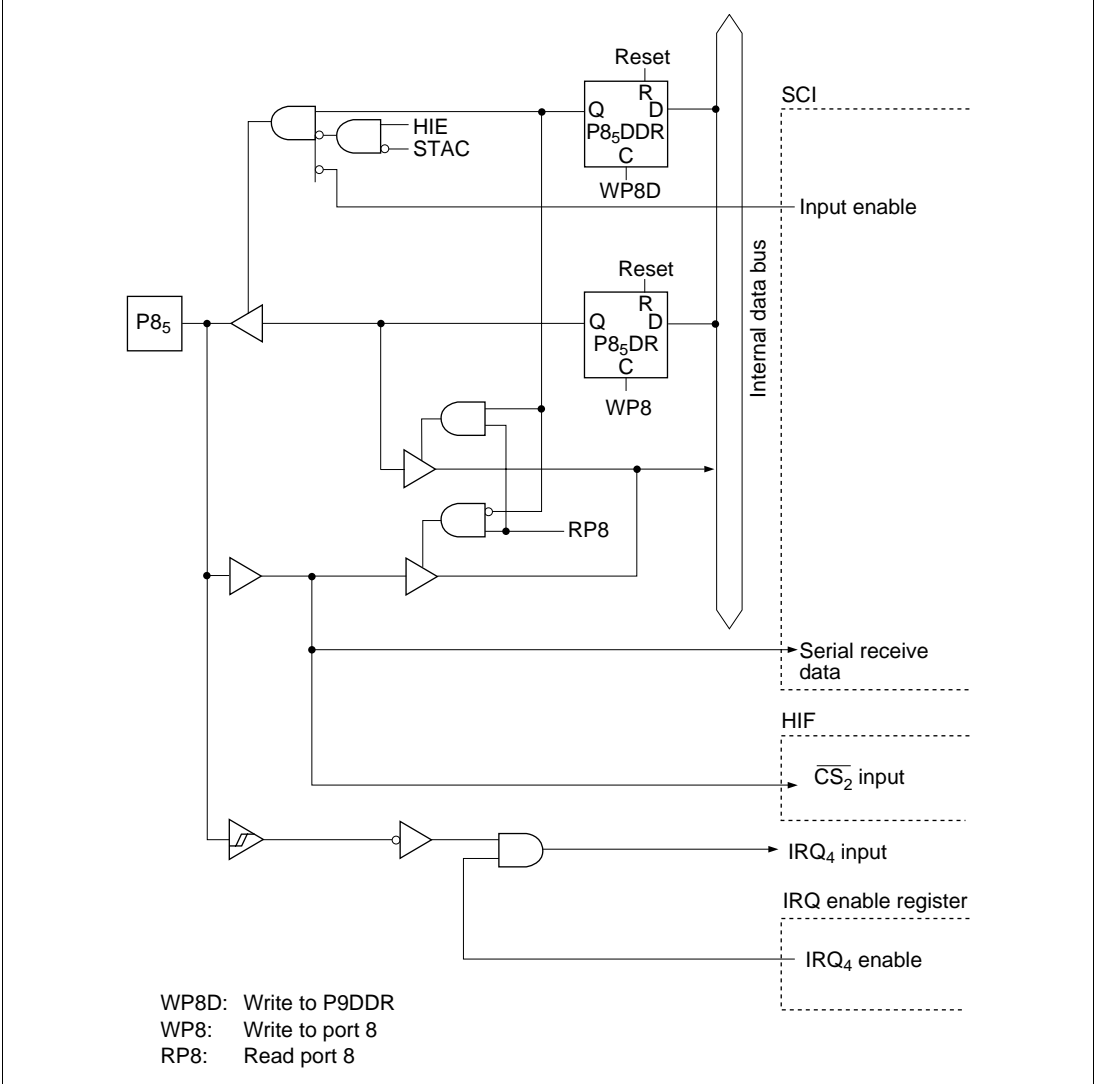 Reset
SCI
R
Q D
P8₅DDR
C
HIE
STAC
WP8D
Input enable
Internal data bus
Reset
R
Q D
P8₅DR
C
P8₅
WP8
RP8
Serial receive
data
HIF
C̅S̅₂ input
IRQ₄ input
IRQ enable register
IRQ₄ enable
WP8D: Write to P9DDR
WP8: Write to port 8
RP8: Read port 8